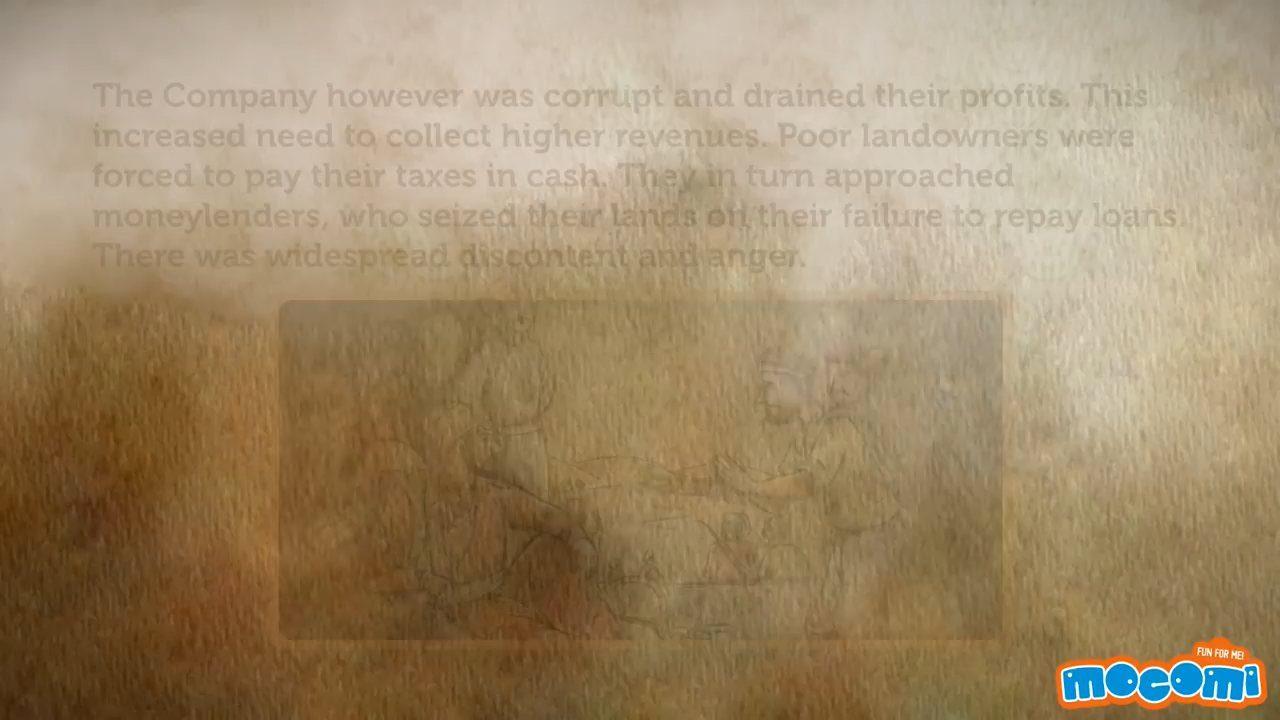 The Company however was corrupt and drained their profits. This
increased need to collect higher revenues. Poor landowners were
forced to pay their taxes in cash. They in turn approached
moneylenders, who seized their lands on their failure to repay loans.
There was widespread discontent and anger.
FUN FOR ME!
mocomi